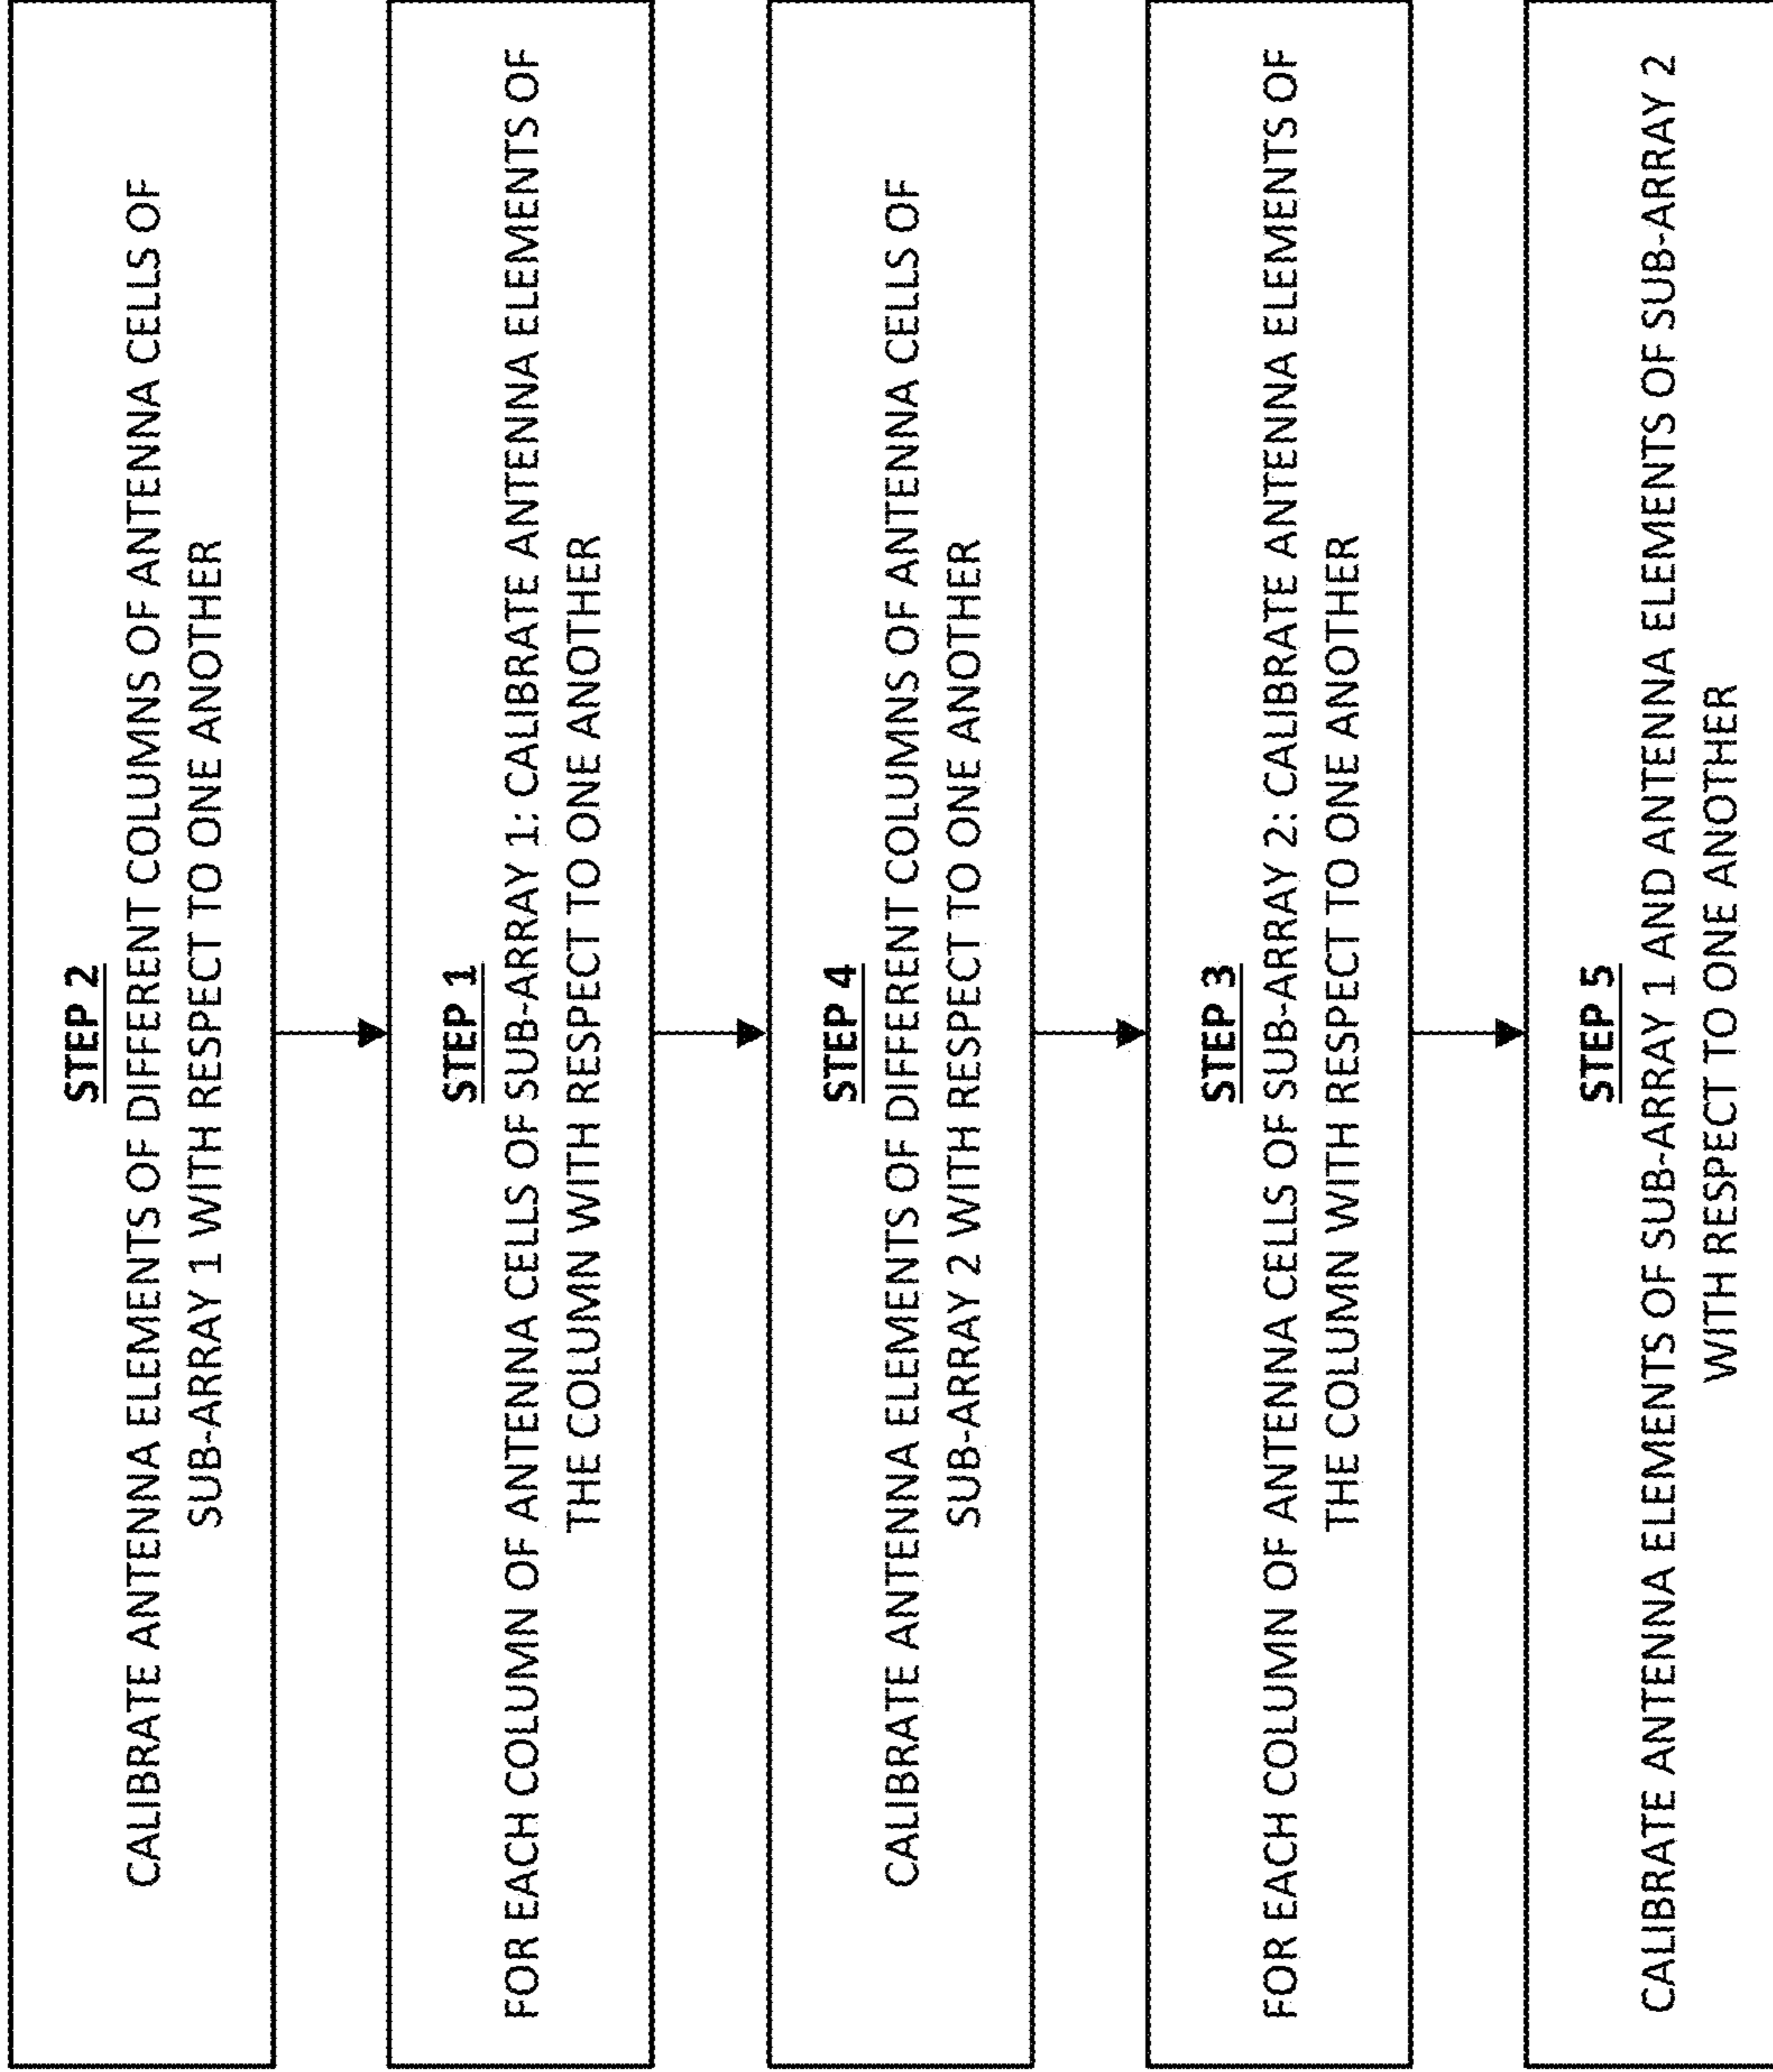 STEP 2
CALIBRATE ANTENNA ELEMENTS OF DIFFERENT COLUMNS OF ANTENNA CELLS OF
SUB-ARRAY 1 WITH RESPECT TO ONE ANOTHER
STEP 1
FOR EACH COLUMN OF ANTENNA CELLS OF SUB-ARRAY 1: CALIBRATE ANTENNA ELEMENTS OF
THE COLUMN WITH RESPECT TO ONE ANOTHER
STEP 4
CALIBRATE ANTENNA ELEMENTS OF DIFFERENT COLUMNS OF ANTENNA CELLS OF
SUB-ARRAY 2 WITH RESPECT TO ONE ANOTHER
STEP 3
FOR EACH COLUMN OF ANTENNA CELLS OF SUB-ARRAY 2: CALIBRATE ANTENNA ELEMENTS OF
THE COLUMN WITH RESPECT TO ONE ANOTHER
STEP 5
CALIBRATE ANTENNA ELEMENTS OF SUB-ARRAY 1 AND ANTENNA ELEMENTS OF SUB-ARRAY 2
WITH RESPECT TO ONE ANOTHER